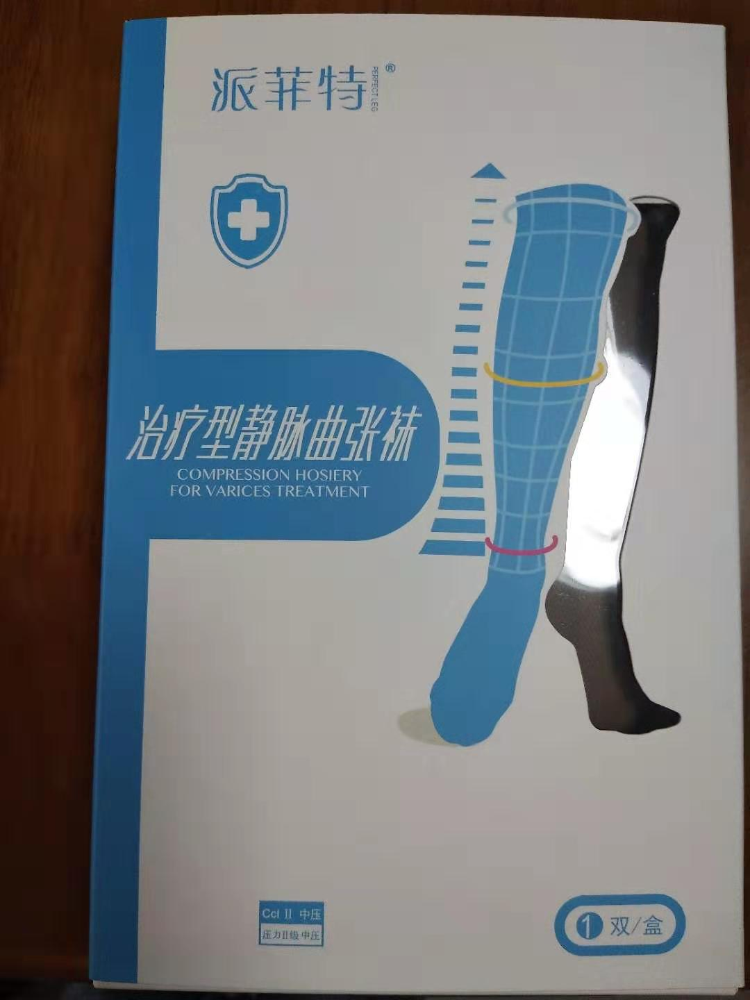 派菲特
PERFECT LEG
®
治疗型静脉曲张袜
COMPRESSION HOSIERY
FOR VARICES TREATMENT
Ccl II 中压
压力II级 中压
1 双/盒